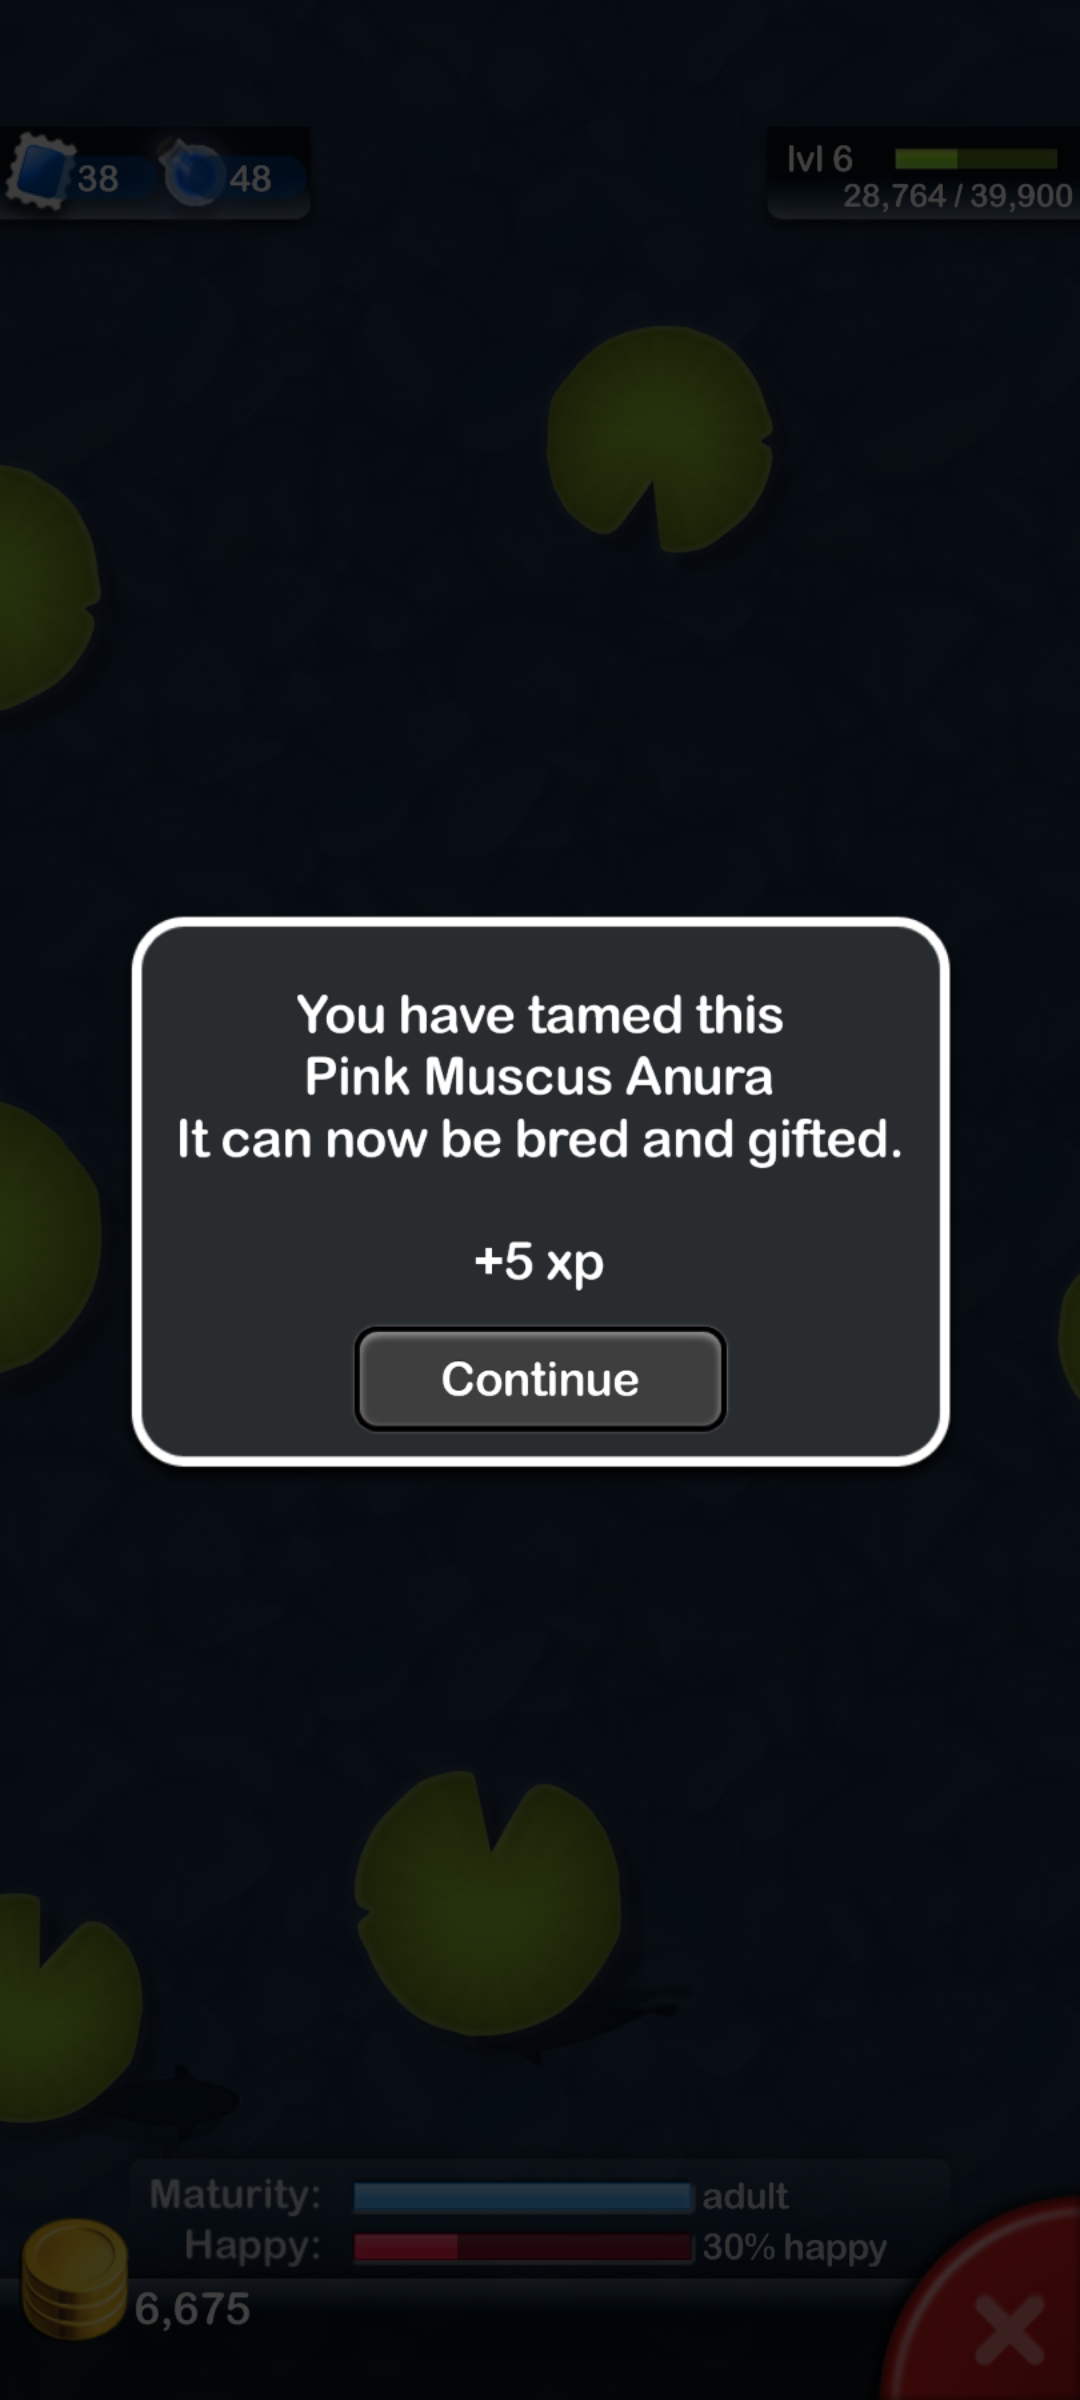 38
48
lvl 6
28,764 / 39,900
You have tamed this
Pink Muscus Anura
It can now be bred and gifted.
+5 xp
Continue
Maturity: adult
Happy: 30% happy
6,675